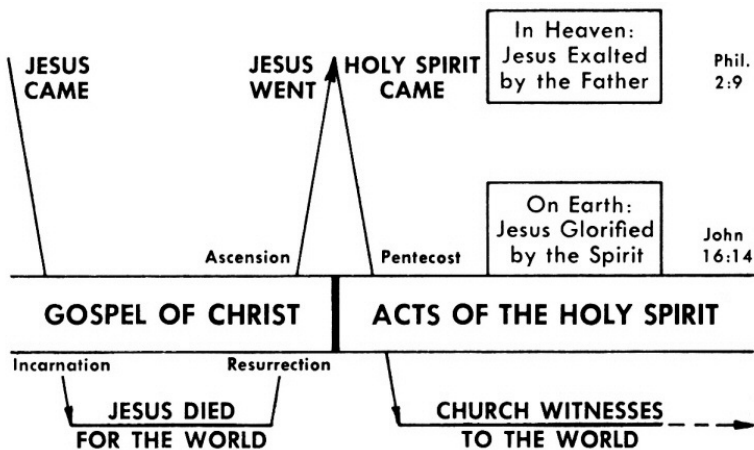 JESUS
CAME
JESUS
WENT
HOLY SPIRIT
CAME
In Heaven:
Jesus Exalted
by the Father
Phil.
2:9
Ascension
Pentecost
On Earth:
Jesus Glorified
by the Spirit
John
16:14
GOSPEL OF CHRIST
ACTS OF THE HOLY SPIRIT
Incarnation
Resurrection
JESUS DIED
FOR THE WORLD
CHURCH WITNESSES
TO THE WORLD